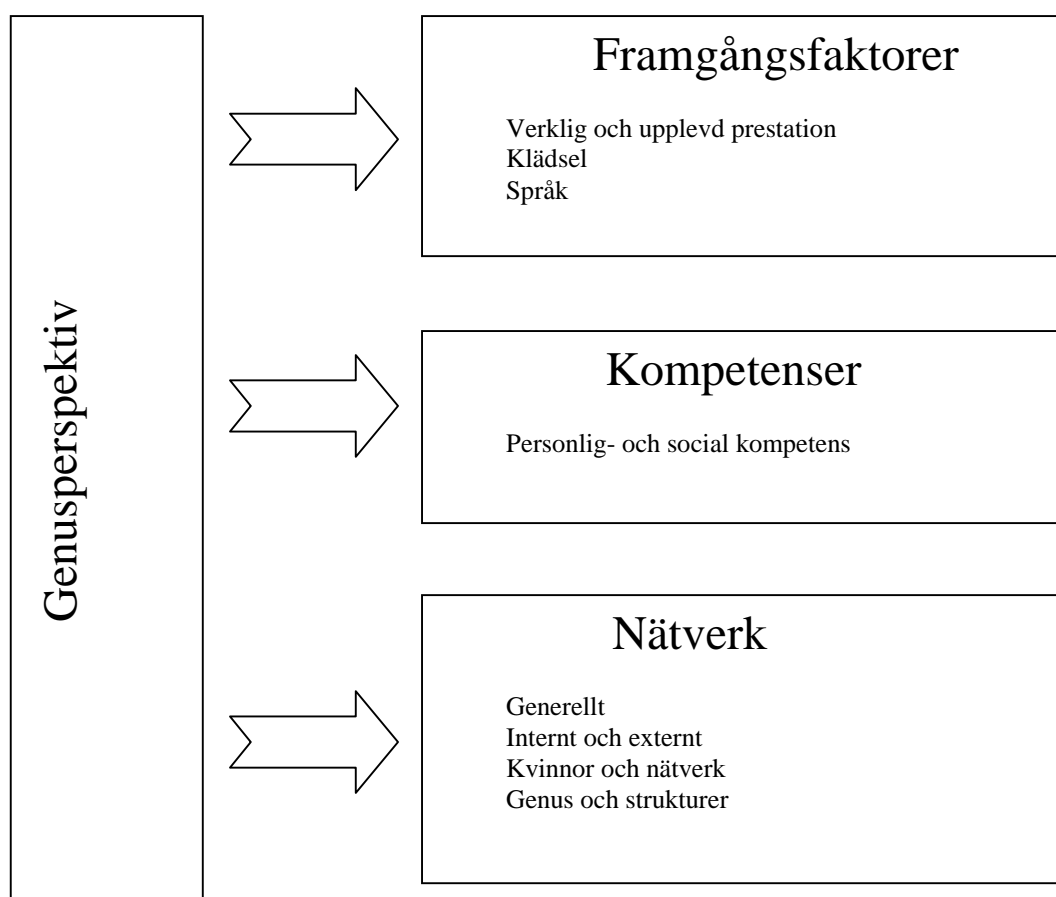 Genusperspektiv
Framgångsfaktorer
Verklig och upplevd prestation
Klädsel
Språk
Kompetenser
Personlig- och social kompetens
Nätverk
Generellt
Internt och externt
Kvinnor och nätverk
Genus och strukturer